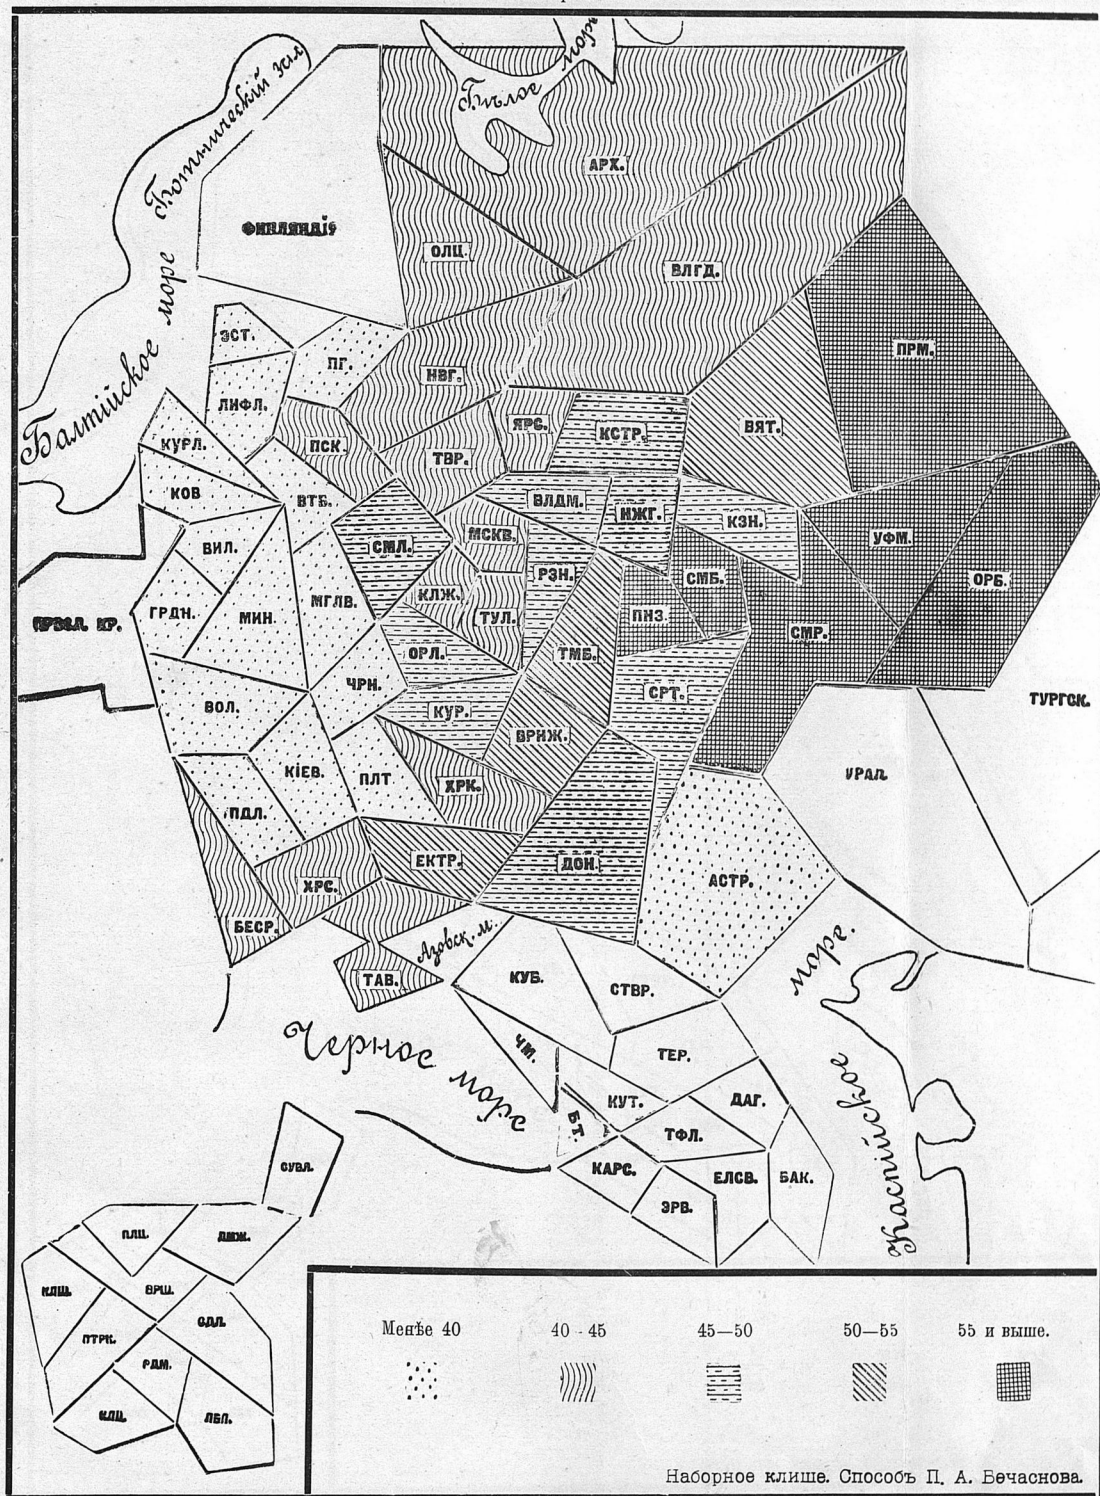 Ботническій зал.
Бѣлое море
АРХ.
ФИНЛЯНДІЯ
ОЛЦ.
ВЛГД.
Балтійское море
ЭСТ.
ПГ.
НВГ.
ПРМ.
ЛИФЛ.
КУРЛ.
ПСК.
ТВР.
ЯРС.
КСТР.
ВЯТ.
КОВ
ВТБ.
ВЛДМ.
НЖГ.
КЗН.
ВИЛ.
СМЛ.
МСКВ.
УФМ.
ГРДН.
МИН.
МГЛВ.
КЛЖ.
ТУЛ.
РЗН.
ПНЗ.
СМБ.
СМР.
ОРБ.
ПРВСЛ. КР.
ОРЛ.
ТМБ.
ВОЛ.
ЧРН.
КУР.
ВРНЖ.
СРТ.
ТУРГСК.
КІЕВ.
ПЛТ.
ХРК.
УРАЛ.
ПДЛ.
ЕКТР.
ДОН.
АСТР.
ХРС.
БЕСР.
ТАВ.
Азовск. м.
КУБ.
СТВР.
Черное море
ЧМ.
ТЕР.
КУТ.
ДАГ.
БТ.
ТФЛ.
КАРС.
ЭРВ.
ЕЛСВ.
БАК.
Каспійское море.
СУВЛ.
ПЛЦ.
ЛМЖ.
КЛШ.
ВРШ.
ПТРК.
СДЛ.
РДМ.
КЛЦ.
ЛБЛ.
Менѣе 40
40 - 45
45—50
50—55
55 и выше.
Наборное клише. Способъ П. А. Бечаснова.